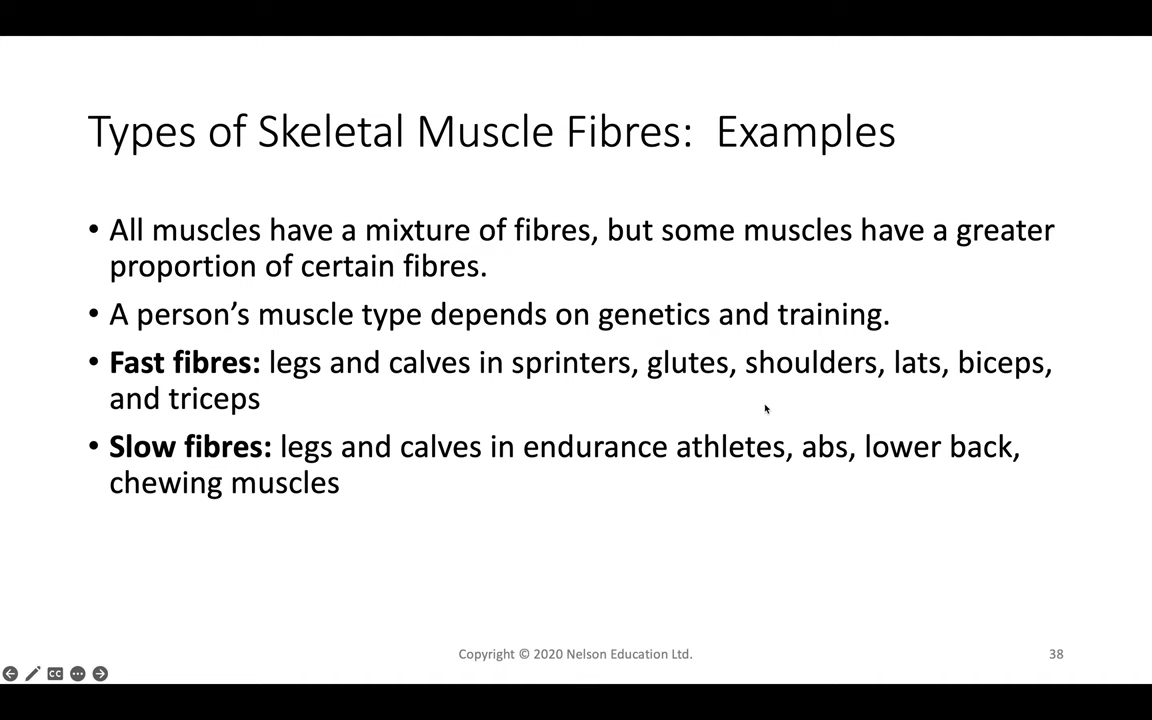 Types of Skeletal Muscle Fibres:  Examples
• All muscles have a mixture of fibres, but some muscles have a greater
proportion of certain fibres.
• A person’s muscle type depends on genetics and training.
• Fast fibres: legs and calves in sprinters, glutes, shoulders, lats, biceps,
and triceps
• Slow fibres: legs and calves in endurance athletes, abs, lower back,
chewing muscles
Copyright © 2020 Nelson Education Ltd.
38
CC